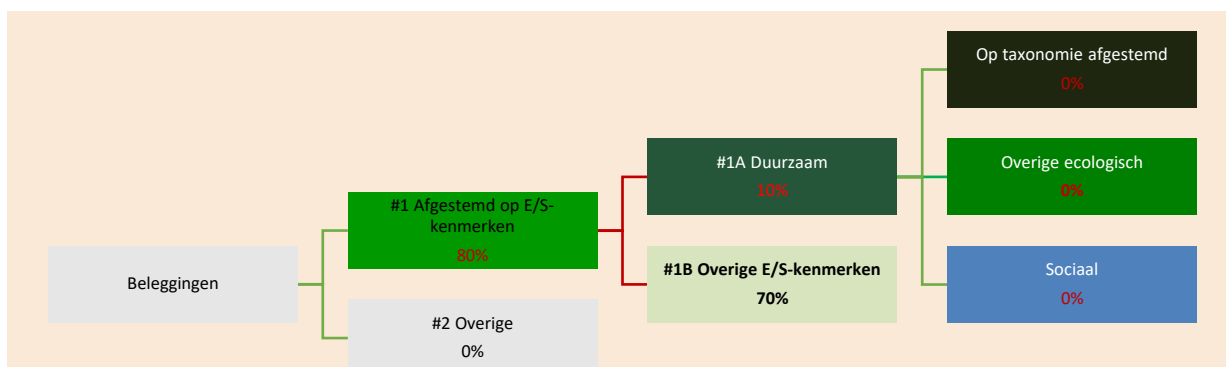 Beleggingen
#1 Afgestemd op E/S-
kenmerken
80%
#2 Overige
0%
#1A Duurzaam
10%
#1B Overige E/S-kenmerken
70%
Op taxonomie afgestemd
0%
Overige ecologisch
0%
Sociaal
0%